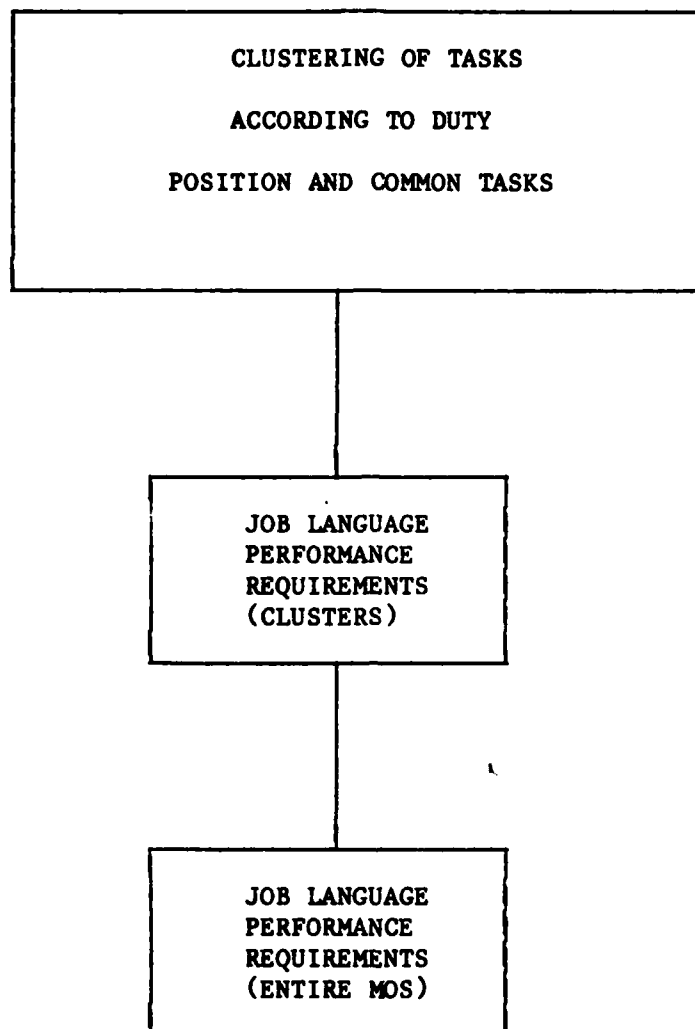 CLUSTERING OF TASKS
ACCORDING TO DUTY
POSITION AND COMMON TASKS
JOB LANGUAGE
PERFORMANCE
REQUIREMENTS
(CLUSTERS)
JOB LANGUAGE
PERFORMANCE
REQUIREMENTS
(ENTIRE MOS)